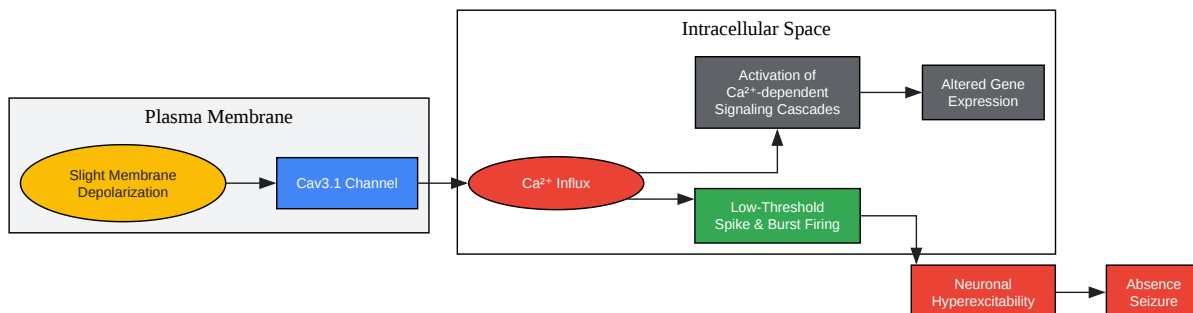 Intracellular Space
Activation of
Ca²⁺-dependent
Signaling Cascades
Altered Gene
Expression
Plasma Membrane
Slight Membrane
Depolarization
Cav3.1 Channel
Ca²⁺ Influx
Low-Threshold
Spike & Burst Firing
Neuronal
Hyperexcitability
Absence
Seizure